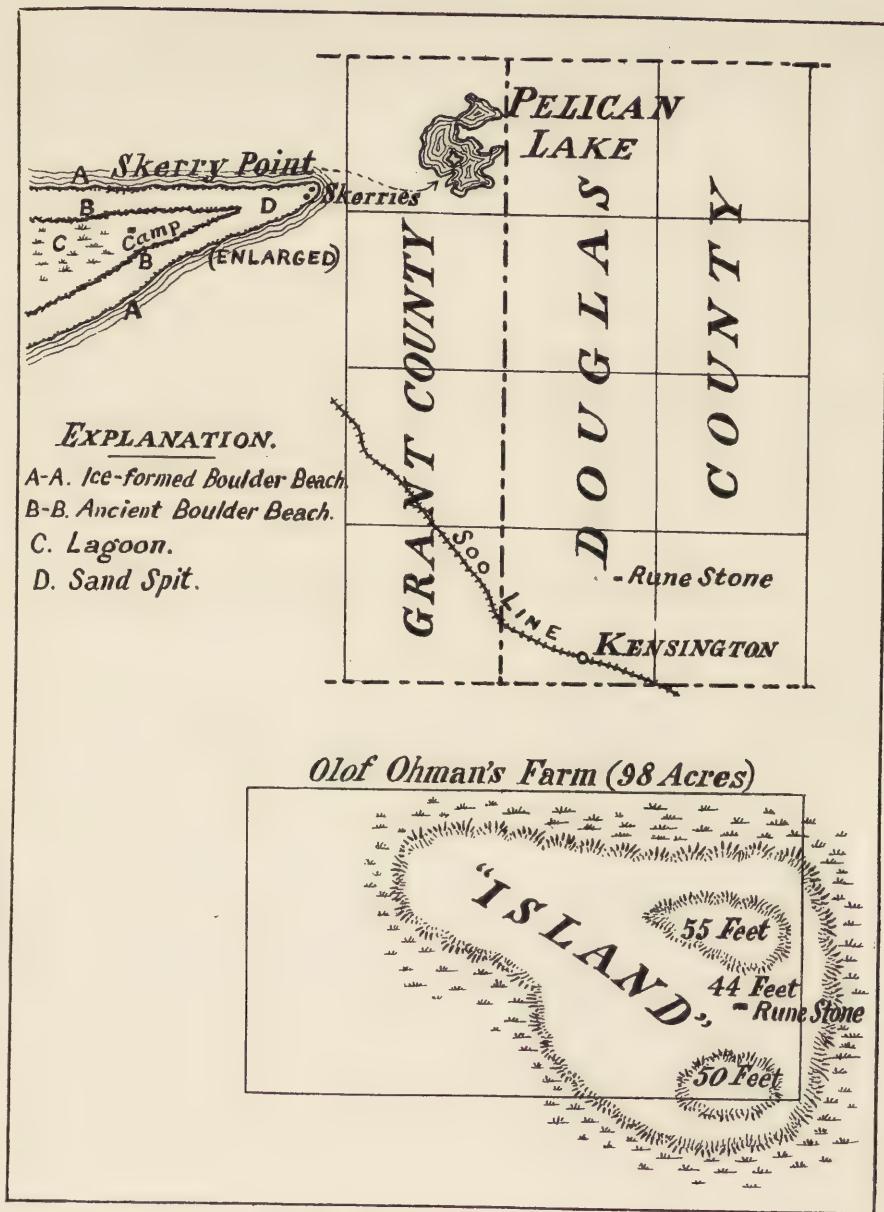 PELICAN
LAKE
A Skerry Point
B D Skerries
C Camp
B (ENLARGED)
A
GRANT COUNTY
DOUGLAS
COUNTY
EXPLANATION.
A-A. Ice-formed Boulder Beach.
B-B. Ancient Boulder Beach.
C. Lagoon.
D. Sand Spit.
SOO LINE
Rune Stone
KENSINGTON
Olof Ohman's Farm (98 Acres)
"ISLAND"
55 Feet
44 Feet
Rune Stone
50 Feet